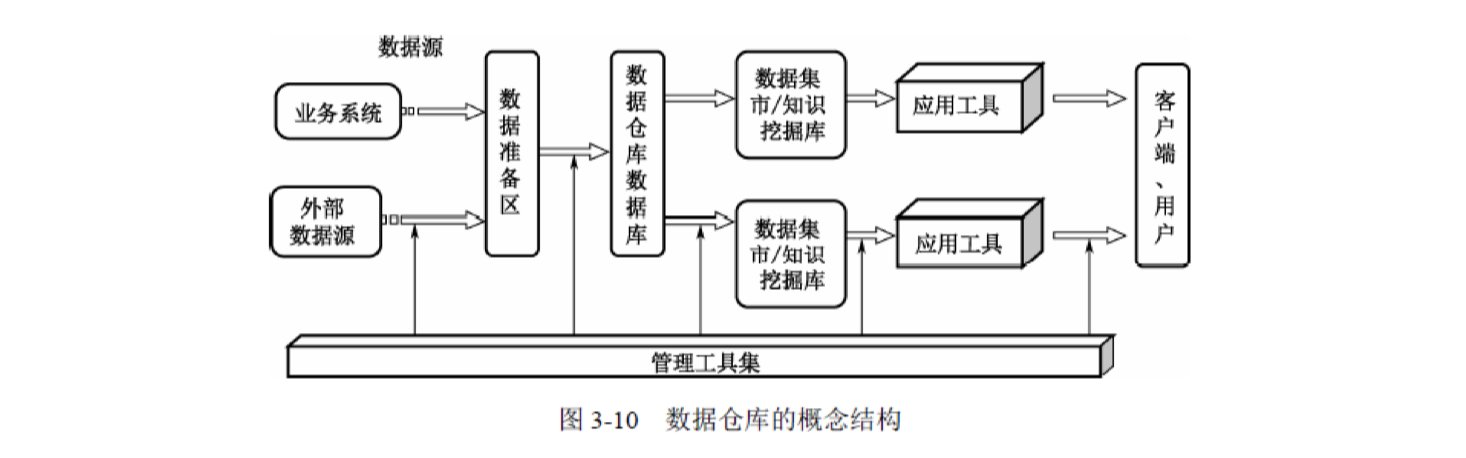 数据源
业务系统
外部
数据源
数据准备区
数据仓库数据库
数据集
市/知识
挖掘库
应用工具
数据集
市/知识
挖掘库
应用工具
客户端、用户
管理工具集
图 3-10 数据仓库的概念结构